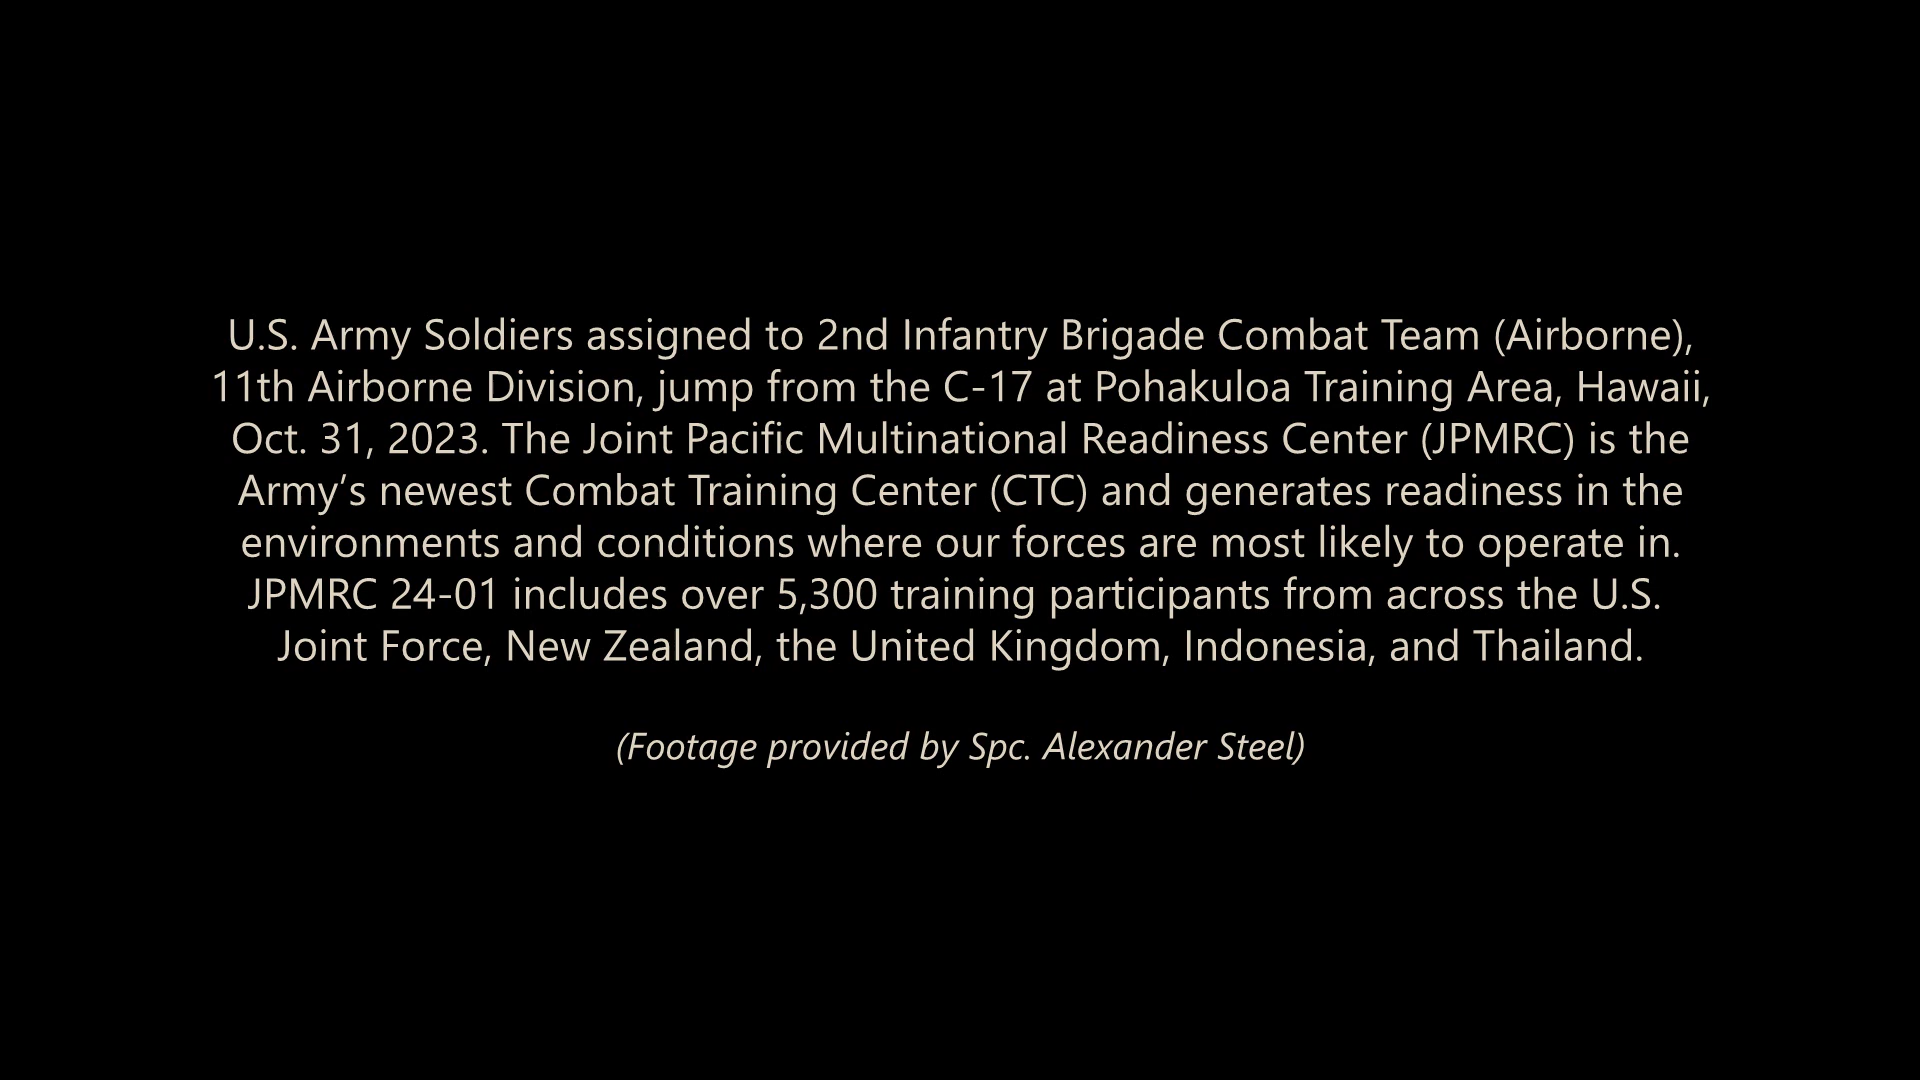 U.S. Army Soldiers assigned to 2nd Infantry Brigade Combat Team (Airborne),
11th Airborne Division, jump from the C-17 at Pohakuloa Training Area, Hawaii,
Oct. 31, 2023. The Joint Pacific Multinational Readiness Center (JPMRC) is the
Army‘s newest Combat Training Center (CTC) and generates readiness in the
environments and conditions where our forces are most likely to operate in.
JPMRC 24-01 includes over 5,300 training participants from across the U.S.
Joint Force, New Zealand, the United Kingdom, Indonesia, and Thailand.
(Footage provided by Spc. Alexander Steel)